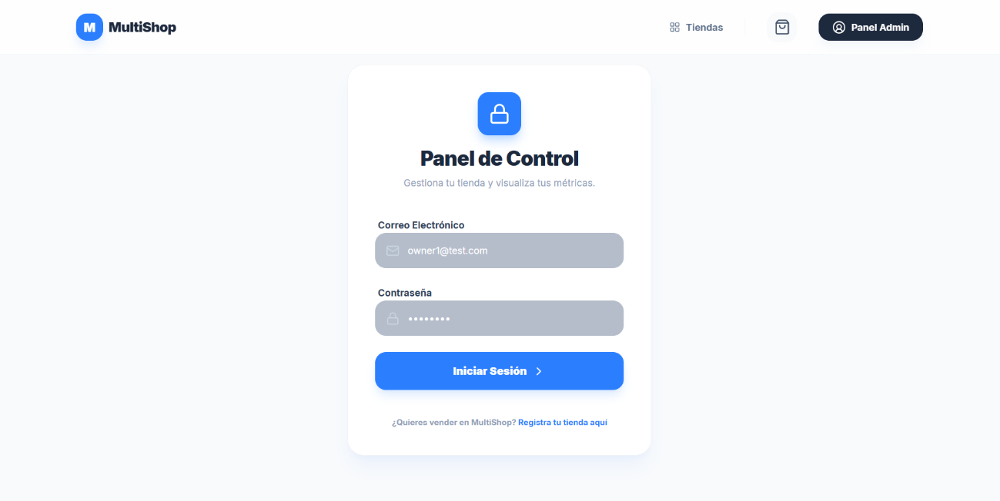 M MultiShop
Tiendas
Panel Admin
Panel de Control
Gestiona tu tienda y visualiza tus métricas.
Correo Electrónico
owner1@test.com
Contraseña
••••••••
Iniciar Sesión
¿Quieres vender en MultiShop? Registra tu tienda aquí